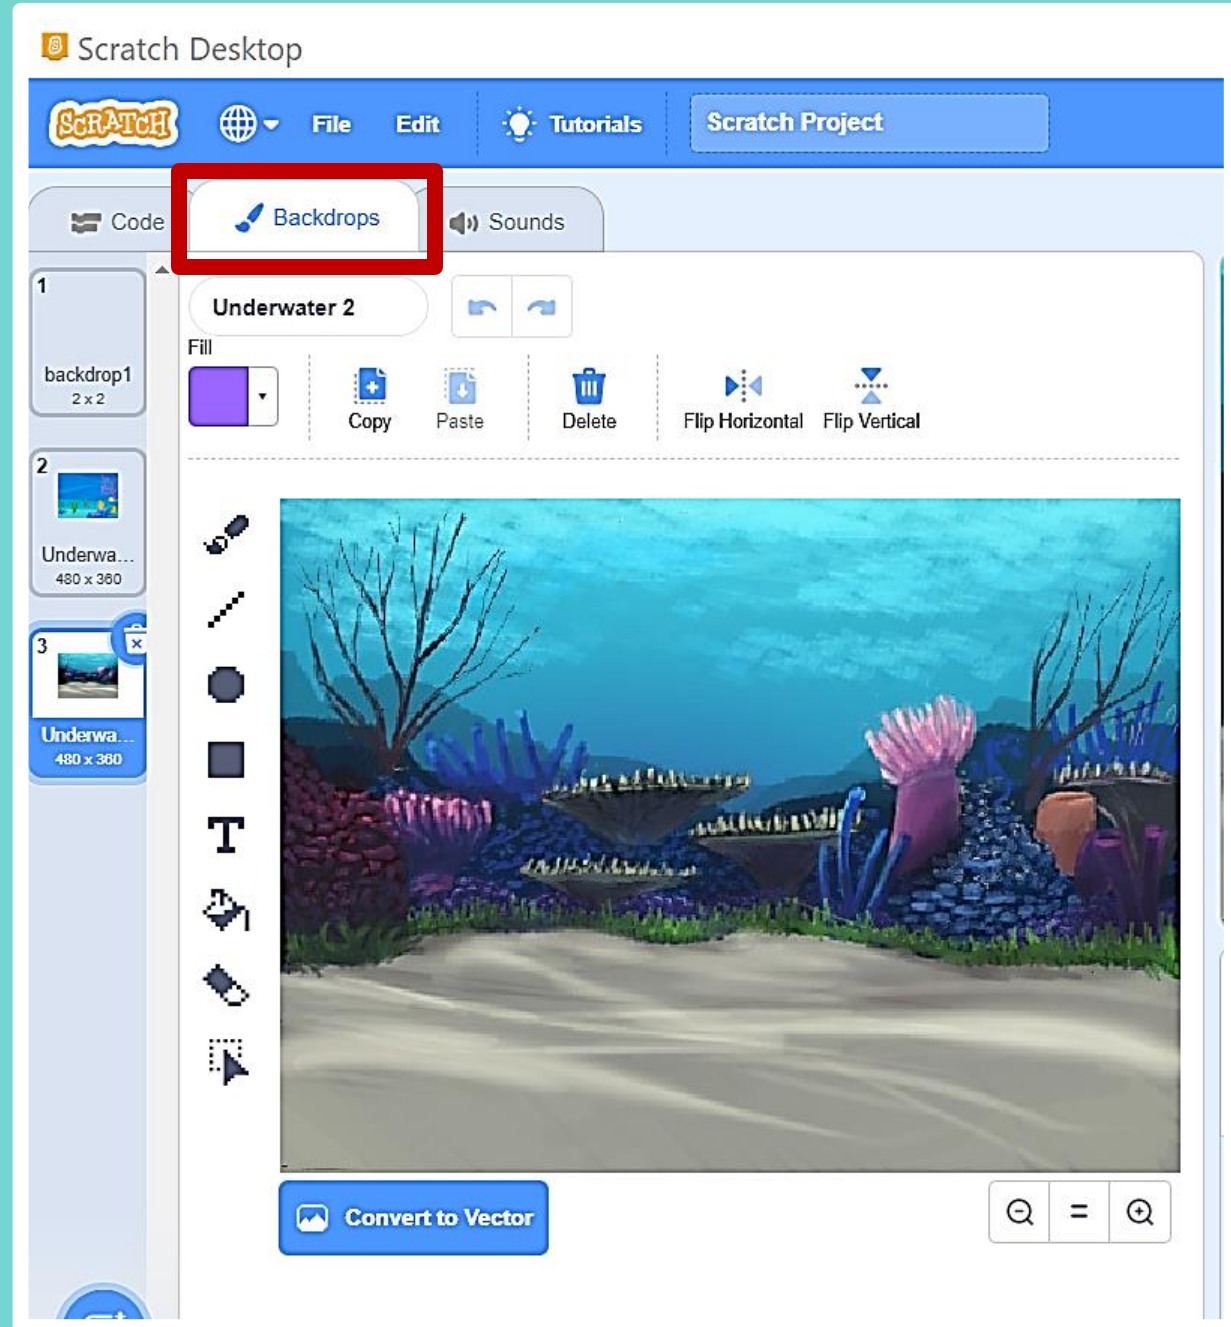 Scratch Desktop
SCRATCH File Edit Tutorials Scratch Project
Code Backdrops Sounds
1
backdrop1
2 x 2
2
Underwa...
480 x 360
3
Underwa...
480 x 360
Underwater 2
Fill
Copy Paste Delete Flip Horizontal Flip Vertical
T
Convert to Vector